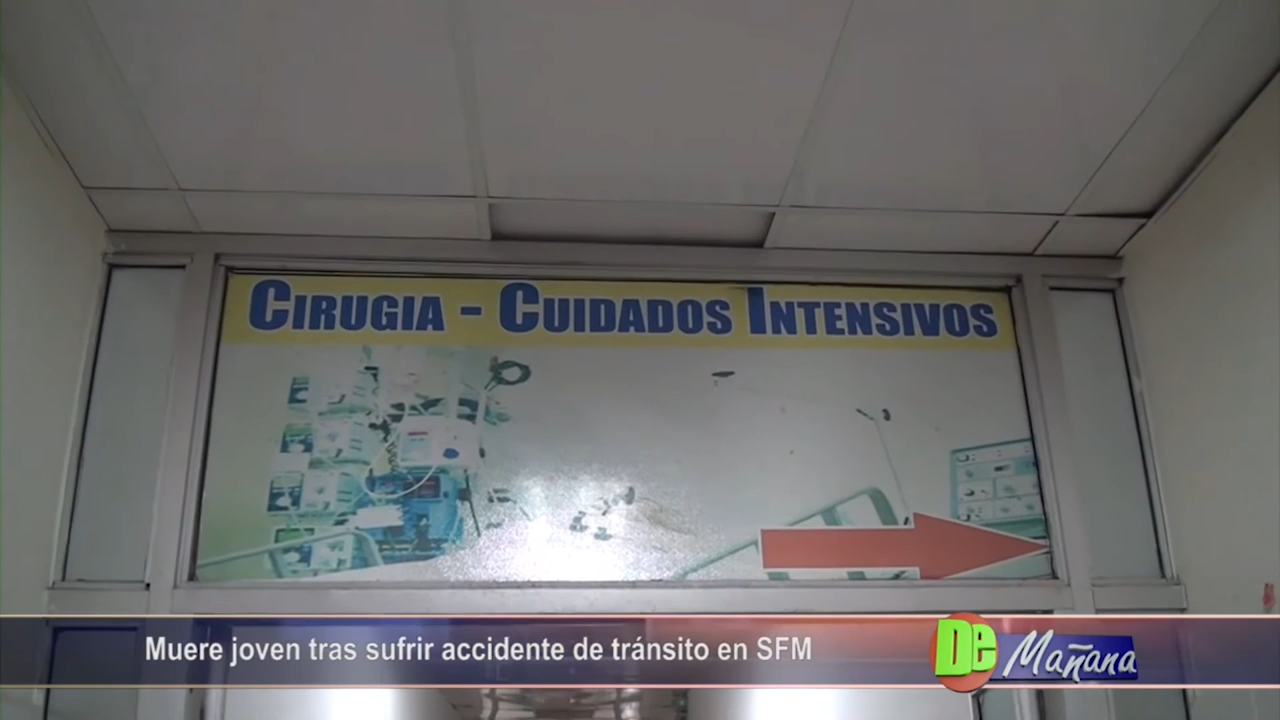 CIRUGIA - CUIDADOS INTENSIVOS
Muere joven tras sufrir accidente de tránsito en SFM
De Mañana